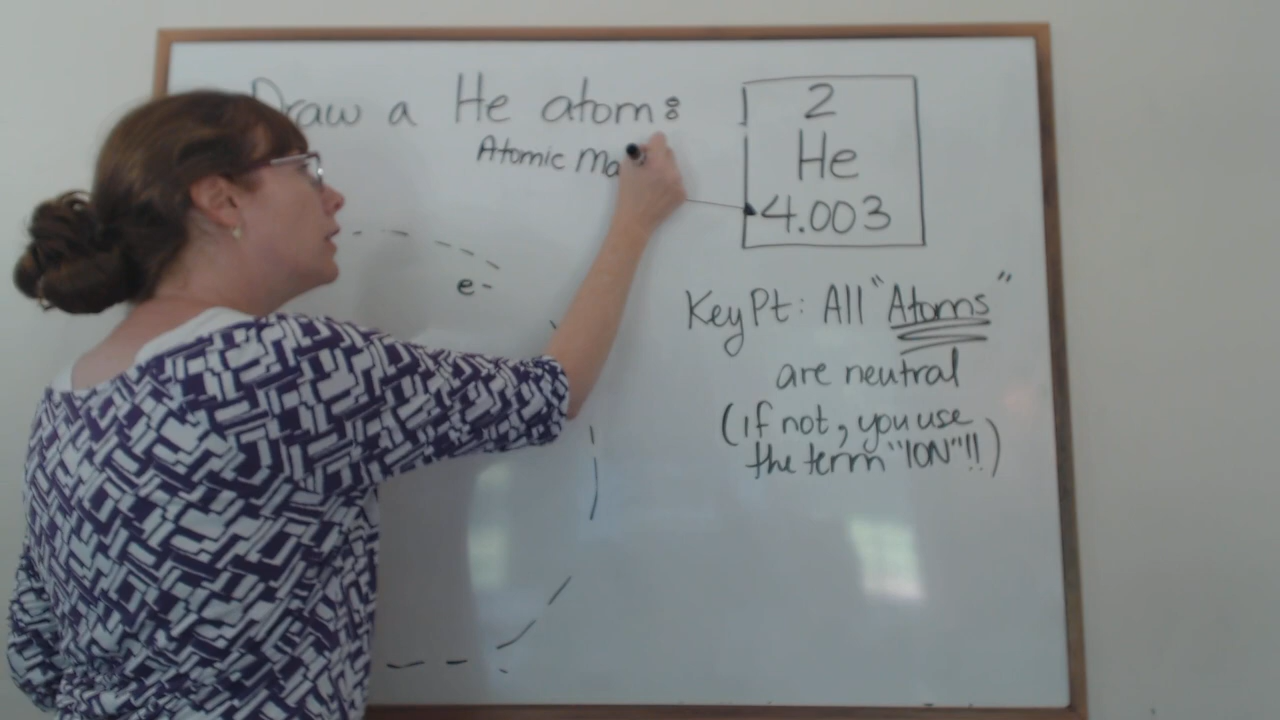 Draw a He atom:
Atomic Ma
2
He
4.003
e-
Key Pt: All "Atoms"
are neutral
(if not, you use
the term "ION"!!)